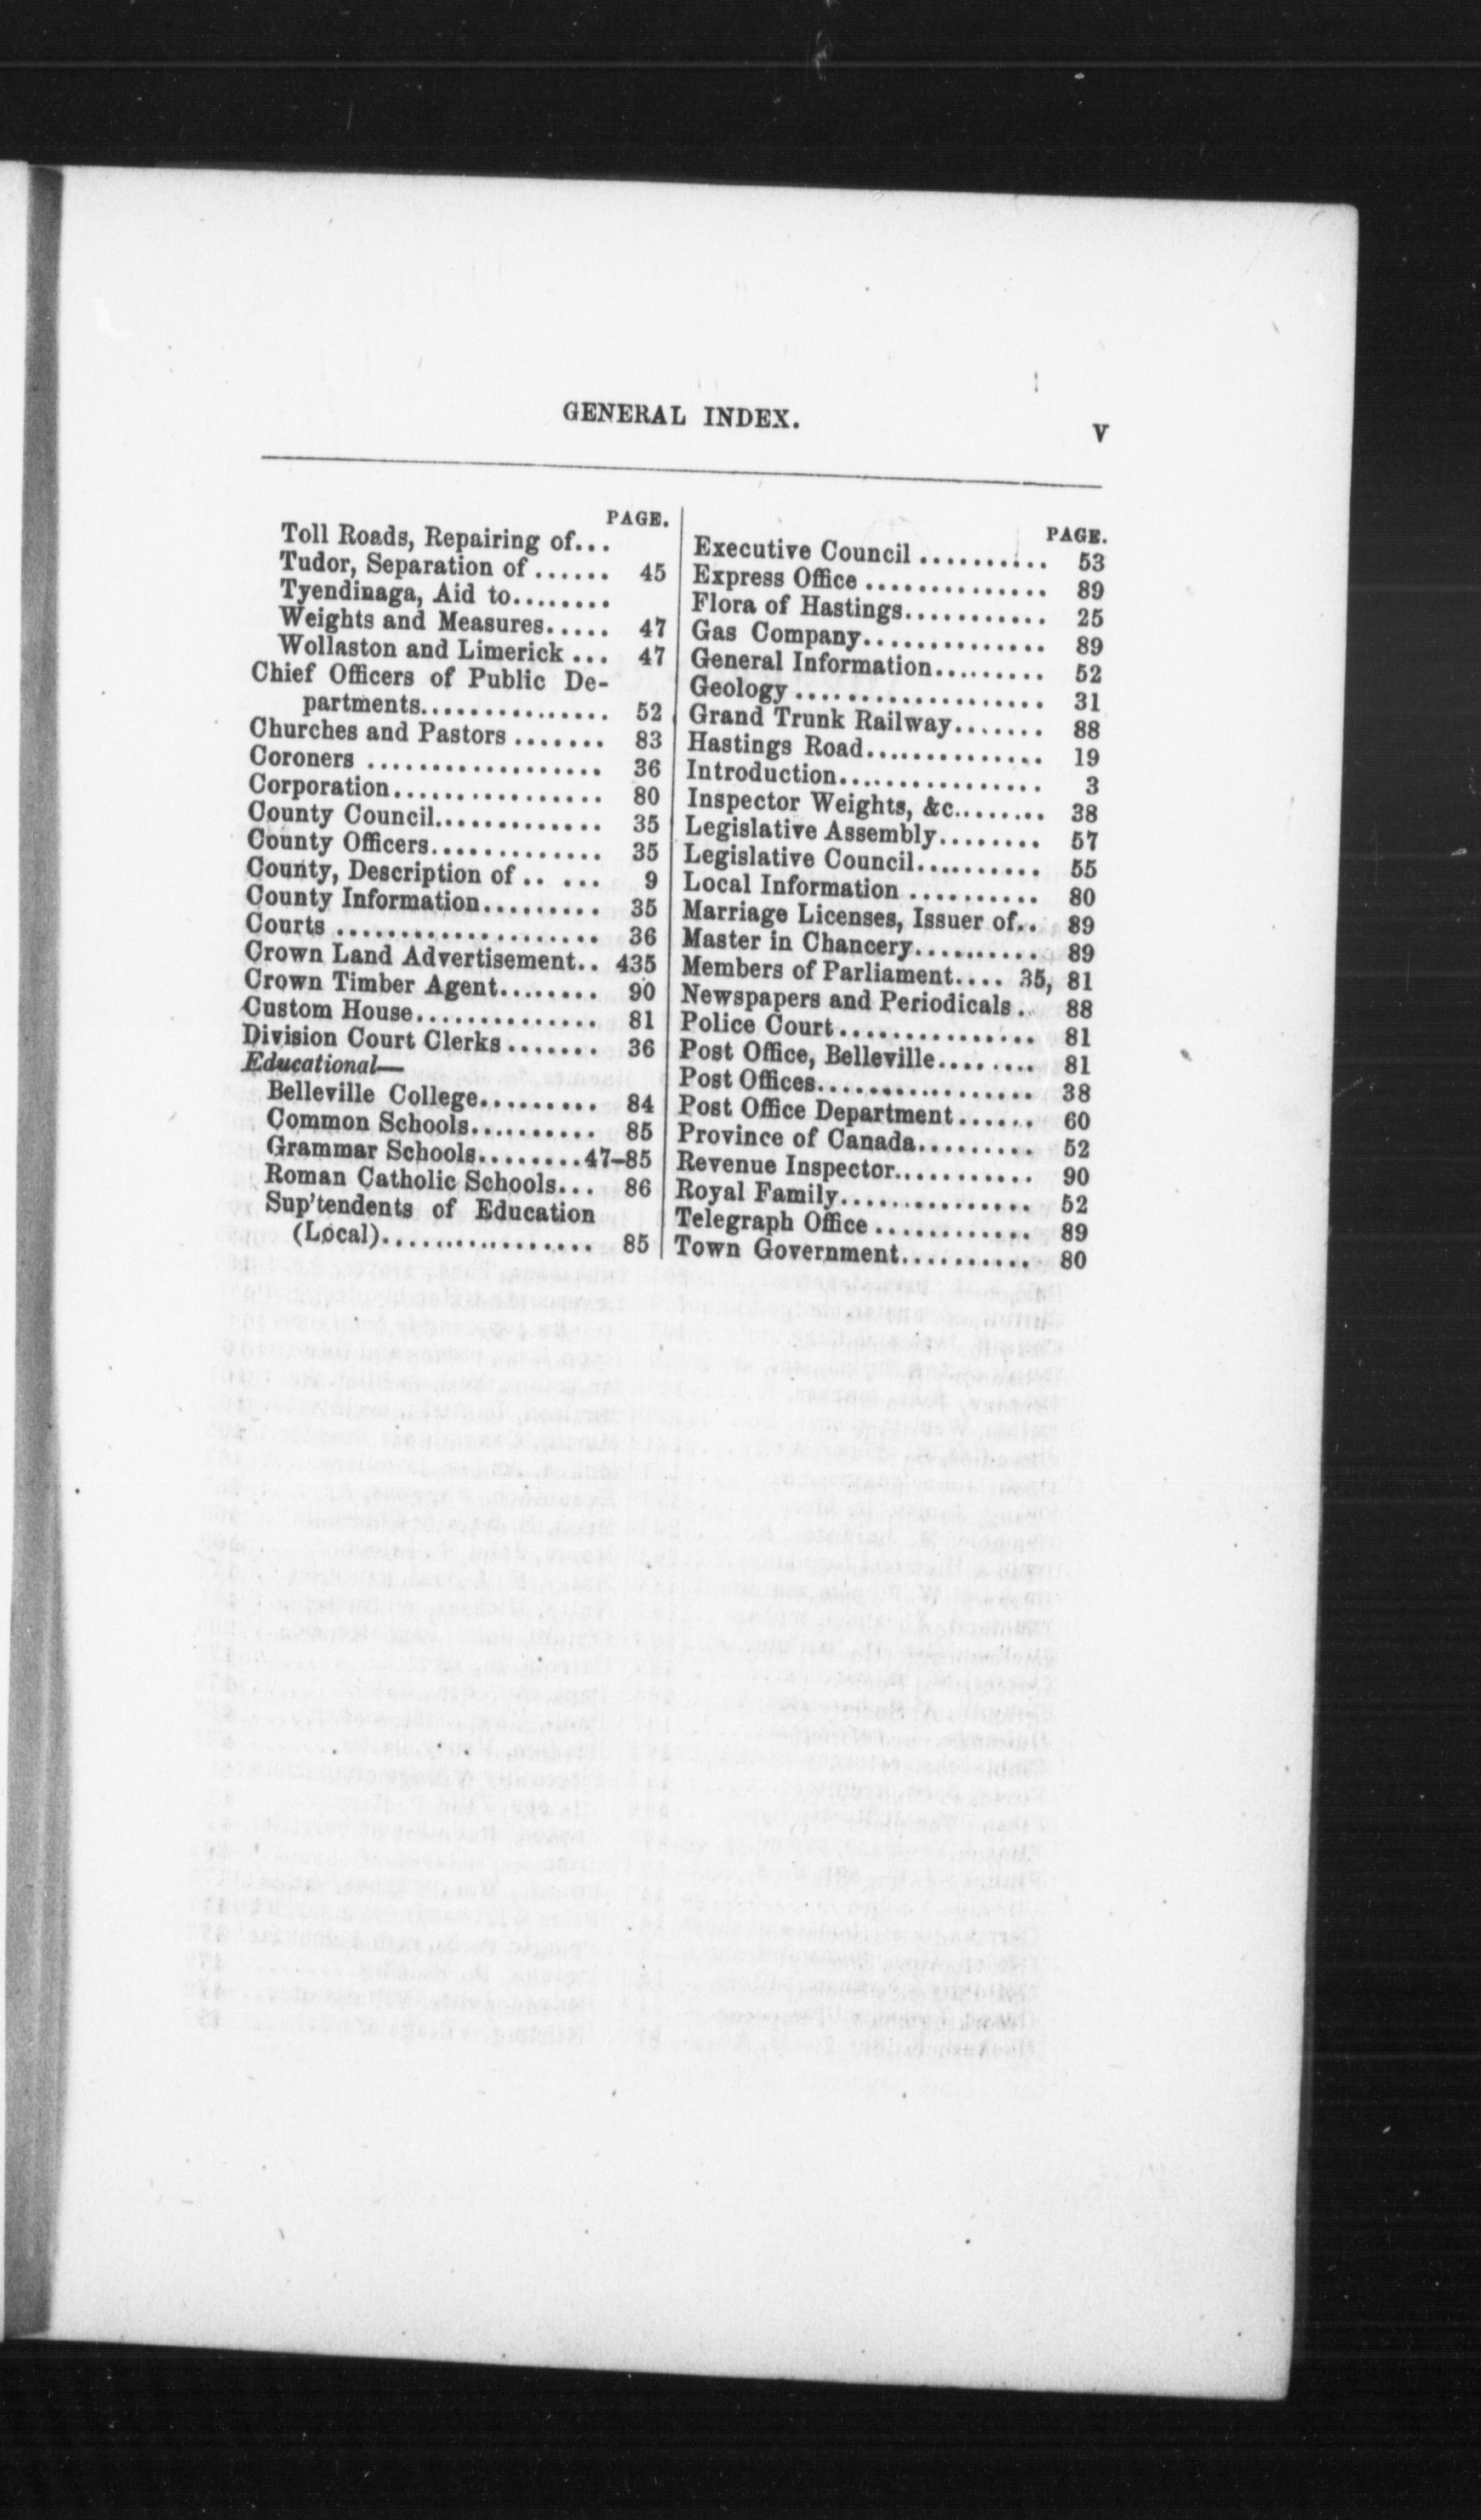 GENERAL INDEX.
V
PAGE.
Toll Roads, Repairing of...
Tudor, Separation of ...... 45
Tyendinaga, Aid to........
Weights and Measures..... 47
Wollaston and Limerick ... 47
Chief Officers of Public De-
partments............... 52
Churches and Pastors ....... 83
Coroners .................. 36
Corporation................ 80
County Council............. 35
County Officers............. 35
County, Description of .. ... 9
County Information......... 35
Courts ..................... 36
Crown Land Advertisement.. 435
Crown Timber Agent........ 90
Custom House.............. 81
Division Court Clerks ....... 36
Educational—
Belleville College......... 84
Common Schools.......... 85
Grammar Schools........47–85
Roman Catholic Schools... 86
Sup'tendents of Education
(Local)................. 85
PAGE.
Executive Council .......... 53
Express Office .............. 89
Flora of Hastings........... 25
Gas Company.............. 89
General Information......... 52
Geology ................... 31
Grand Trunk Railway....... 88
Hastings Road.............. 19
Introduction................ 3
Inspector Weights, &c....... 38
Legislative Assembly........ 57
Legislative Council.......... 55
Local Information .......... 80
Marriage Licenses, Issuer of.. 89
Master in Chancery.......... 89
Members of Parliament.... 35, 81
Newspapers and Periodicals .. 88
Police Court................ 81
Post Office, Belleville........ 81
Post Offices................. 38
Post Office Department...... 60
Province of Canada......... 52
Revenue Inspector........... 90
Royal Family............... 52
Telegraph Office ............ 89
Town Government.......... 80